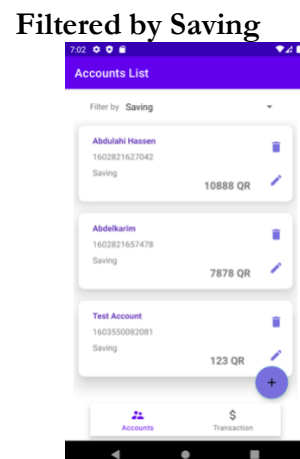 Filtered by Saving
7:02
Accounts List
Filter by Saving
Abdulahi Hassen
1602821627042
Saving
10888 QR
Abdelkarim
1602821657478
Saving
7878 QR
Test Account
1603550082081
Saving
123 QR
+
$
Accounts Transaction